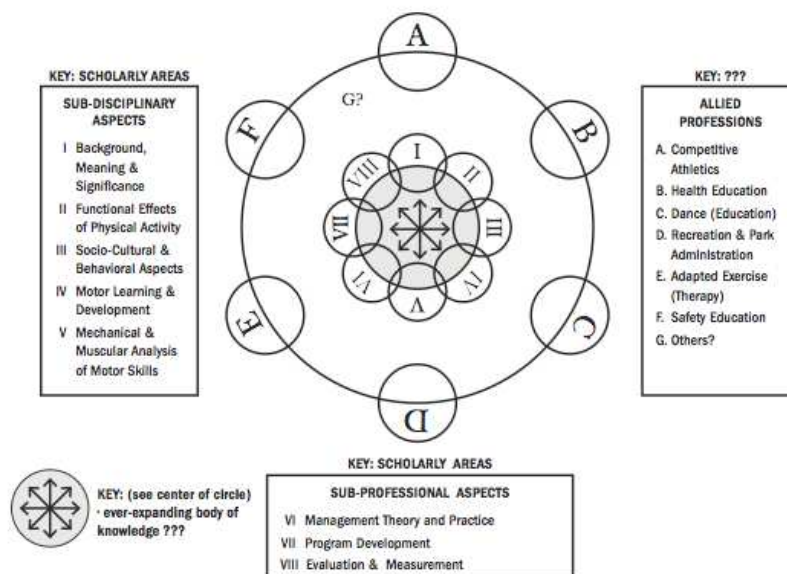 A
KEY: SCHOLARLY AREAS
SUB-DISCIPLINARY
ASPECTS
I Background,
Meaning &
Significance
II Functional Effects
of Physical Activity
III Socio-Cultural &
Behavioral Aspects
IV Motor Learning &
Development
V Mechanical &
Muscular Analysis
of Motor Skills
G?
F
B
I
II
III
IV
V
VI
VII
VIII
E
C
D
KEY: ???
ALLIED
PROFESSIONS
A. Competitive
Athletics
B. Health Education
C. Dance (Education)
D. Recreation & Park
Administration
E. Adapted Exercise
(Therapy)
F. Safety Education
G. Others?
KEY: (see center of circle)
· ever-expanding body of
knowledge ???
KEY: SCHOLARLY AREAS
SUB-PROFESSIONAL ASPECTS
VI Management Theory and Practice
VII Program Development
VIII Evaluation & Measurement